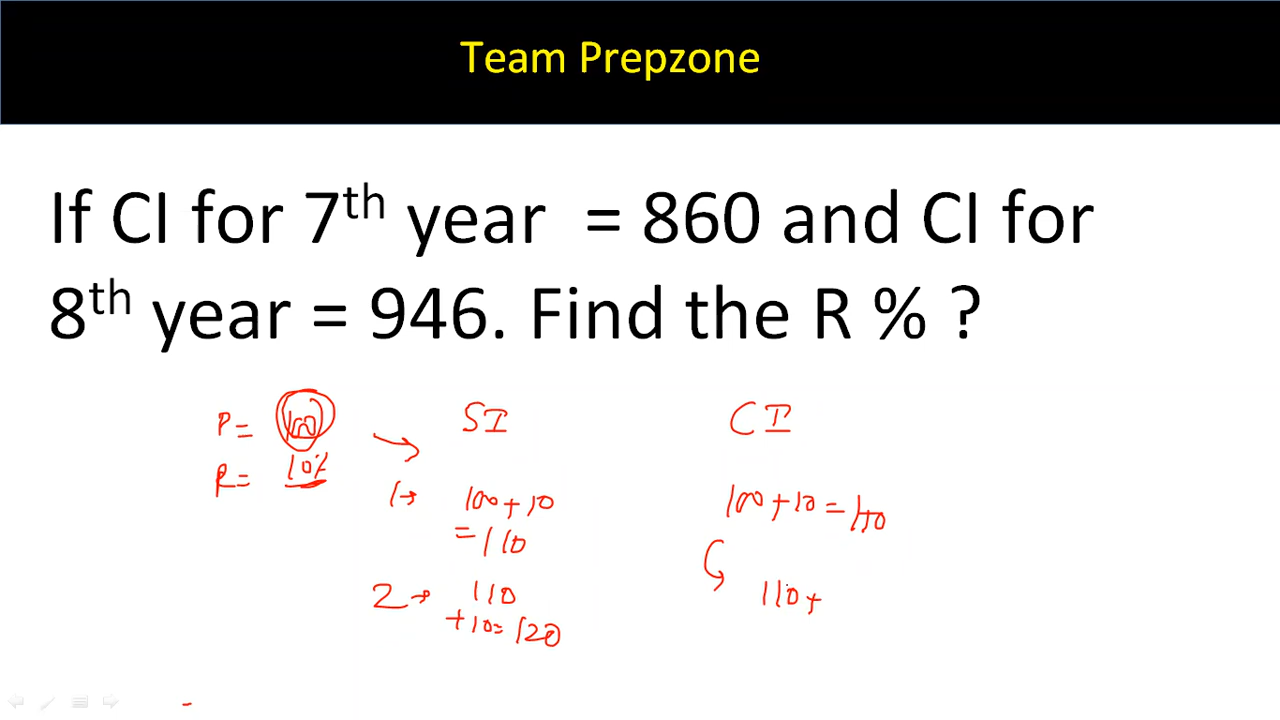 Team Prepzone
If CI for 7th year = 860 and CI for
8th year = 946. Find the R % ?
P= 100
R= 10%
SI
1→ 100+10
=110
2→ 110
+10=120
CI
100+10=110
110+